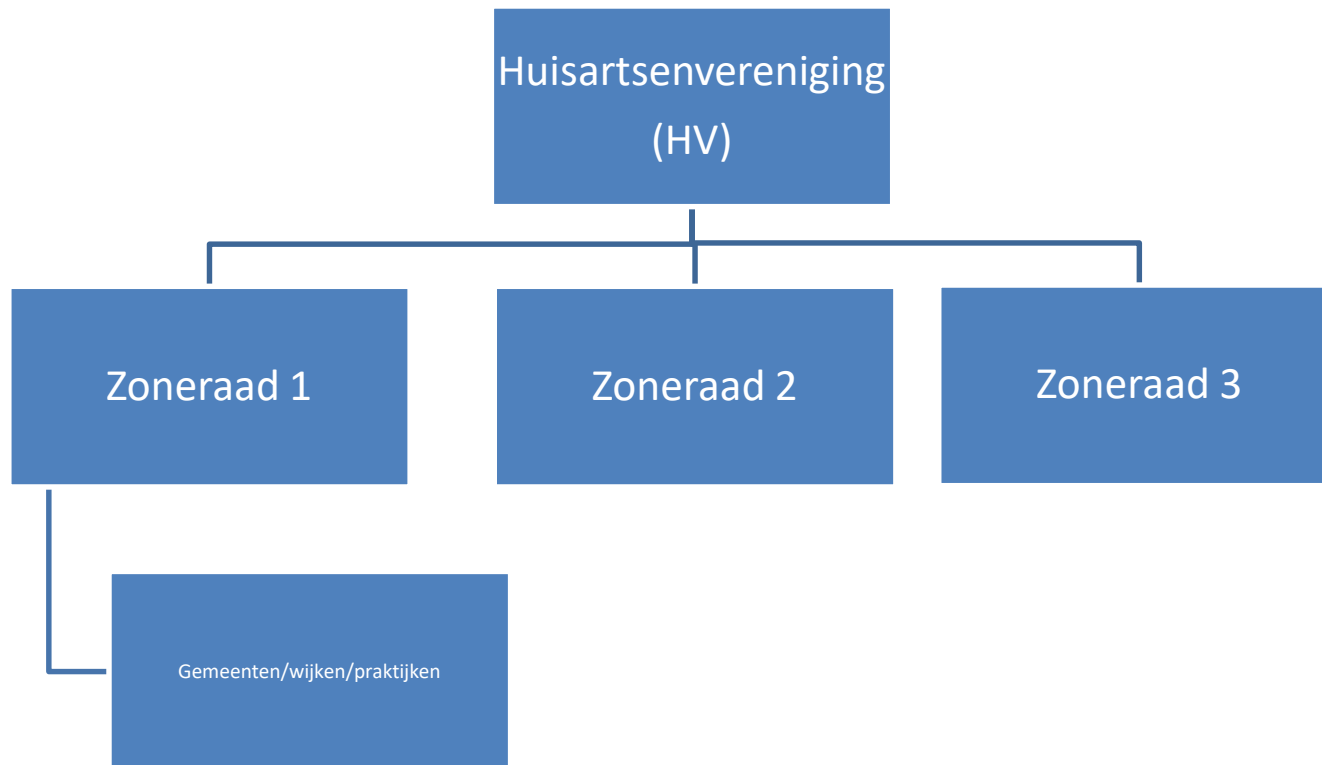 Huisartsenvereniging
(HV)
Zoneraad 1
Zoneraad 2
Zoneraad 3
Gemeenten/wijken/praktijken